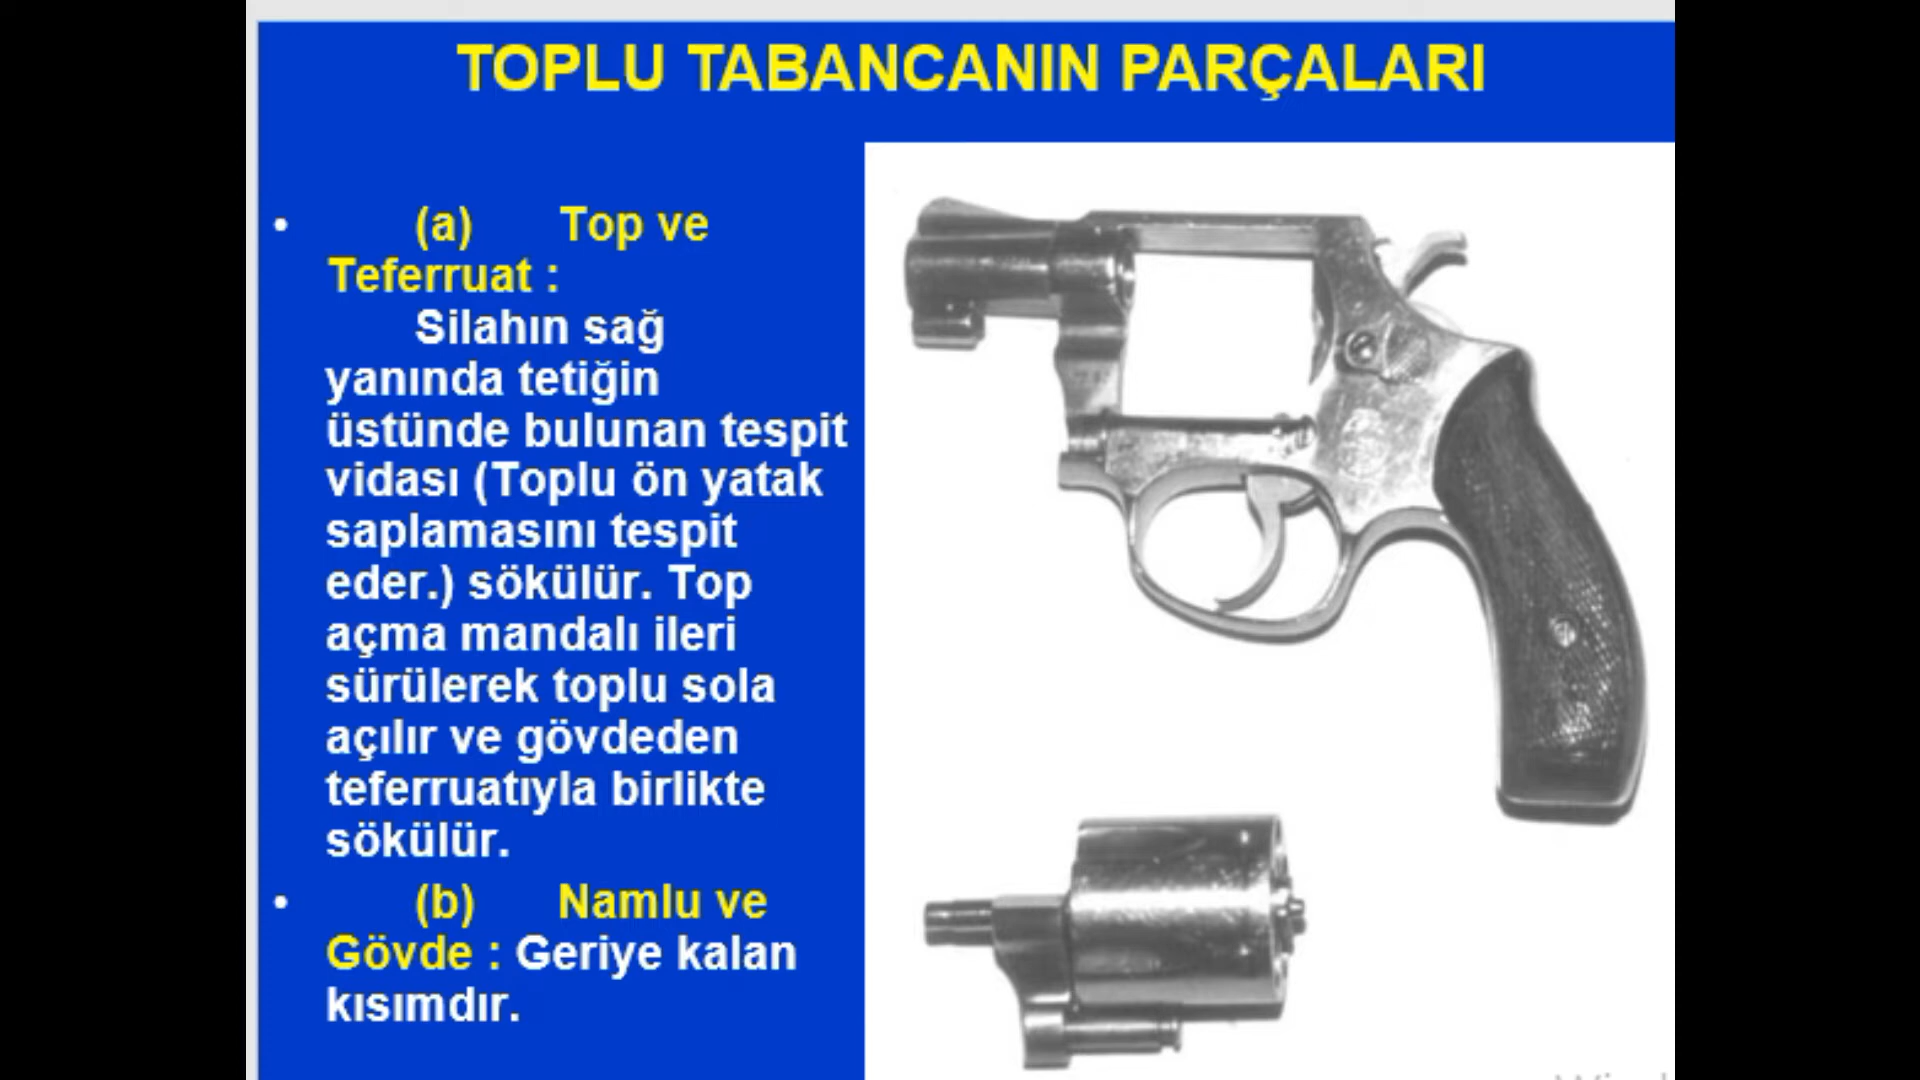 TOPLU TABANCANIN PARÇALARI
• (a) Top ve
Teferruat :
Silahın sağ
yanında tetiğin
üstünde bulunan tespit
vidası (Toplu ön yatak
saplamasını tespit
eder.) sökülür. Top
açma mandalı ileri
sürülerek toplu sola
açılır ve gövdeden
teferruatıyla birlikte
sökülür.
• (b) Namlu ve
Gövde : Geriye kalan
kısımdır.